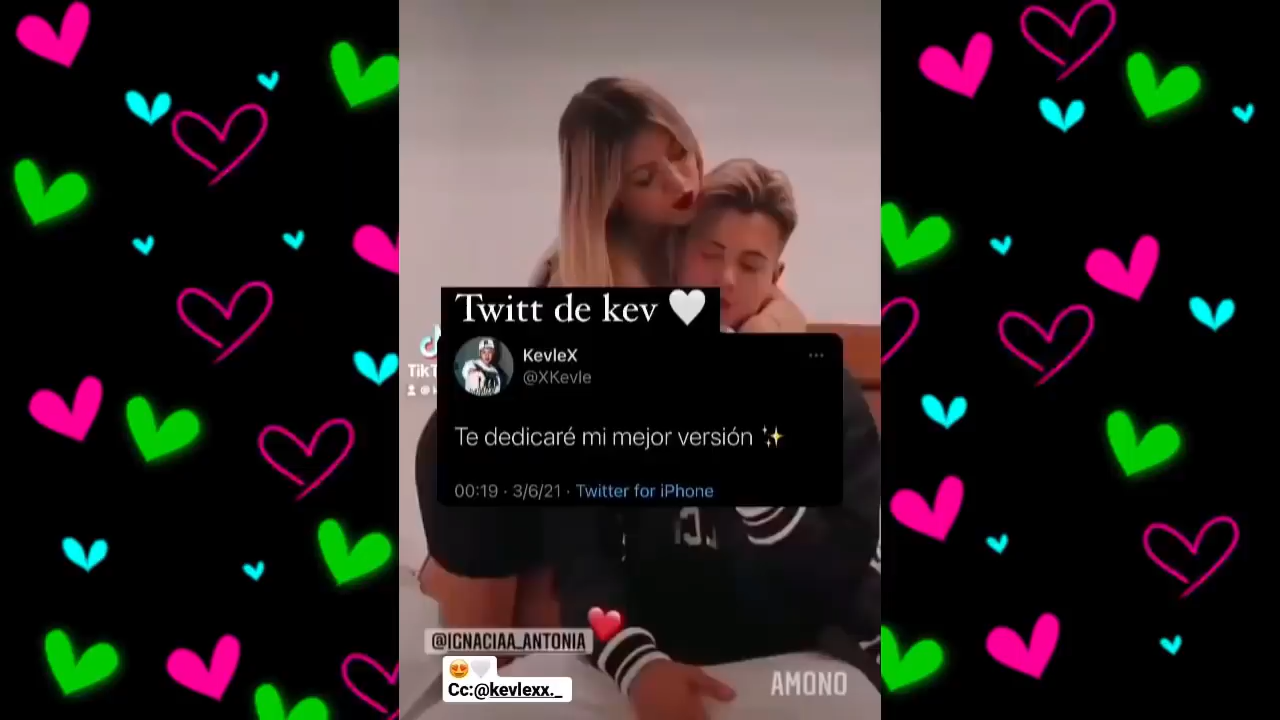 Twitt de kev 🤍
KevleX
@XKevle
Te dedicaré mi mejor versión ✨
00:19 · 3/6/21 · Twitter for iPhone
@IGNACIAA_ANTONIA
😍🤍
Cc:@kevlexx._
AMONO